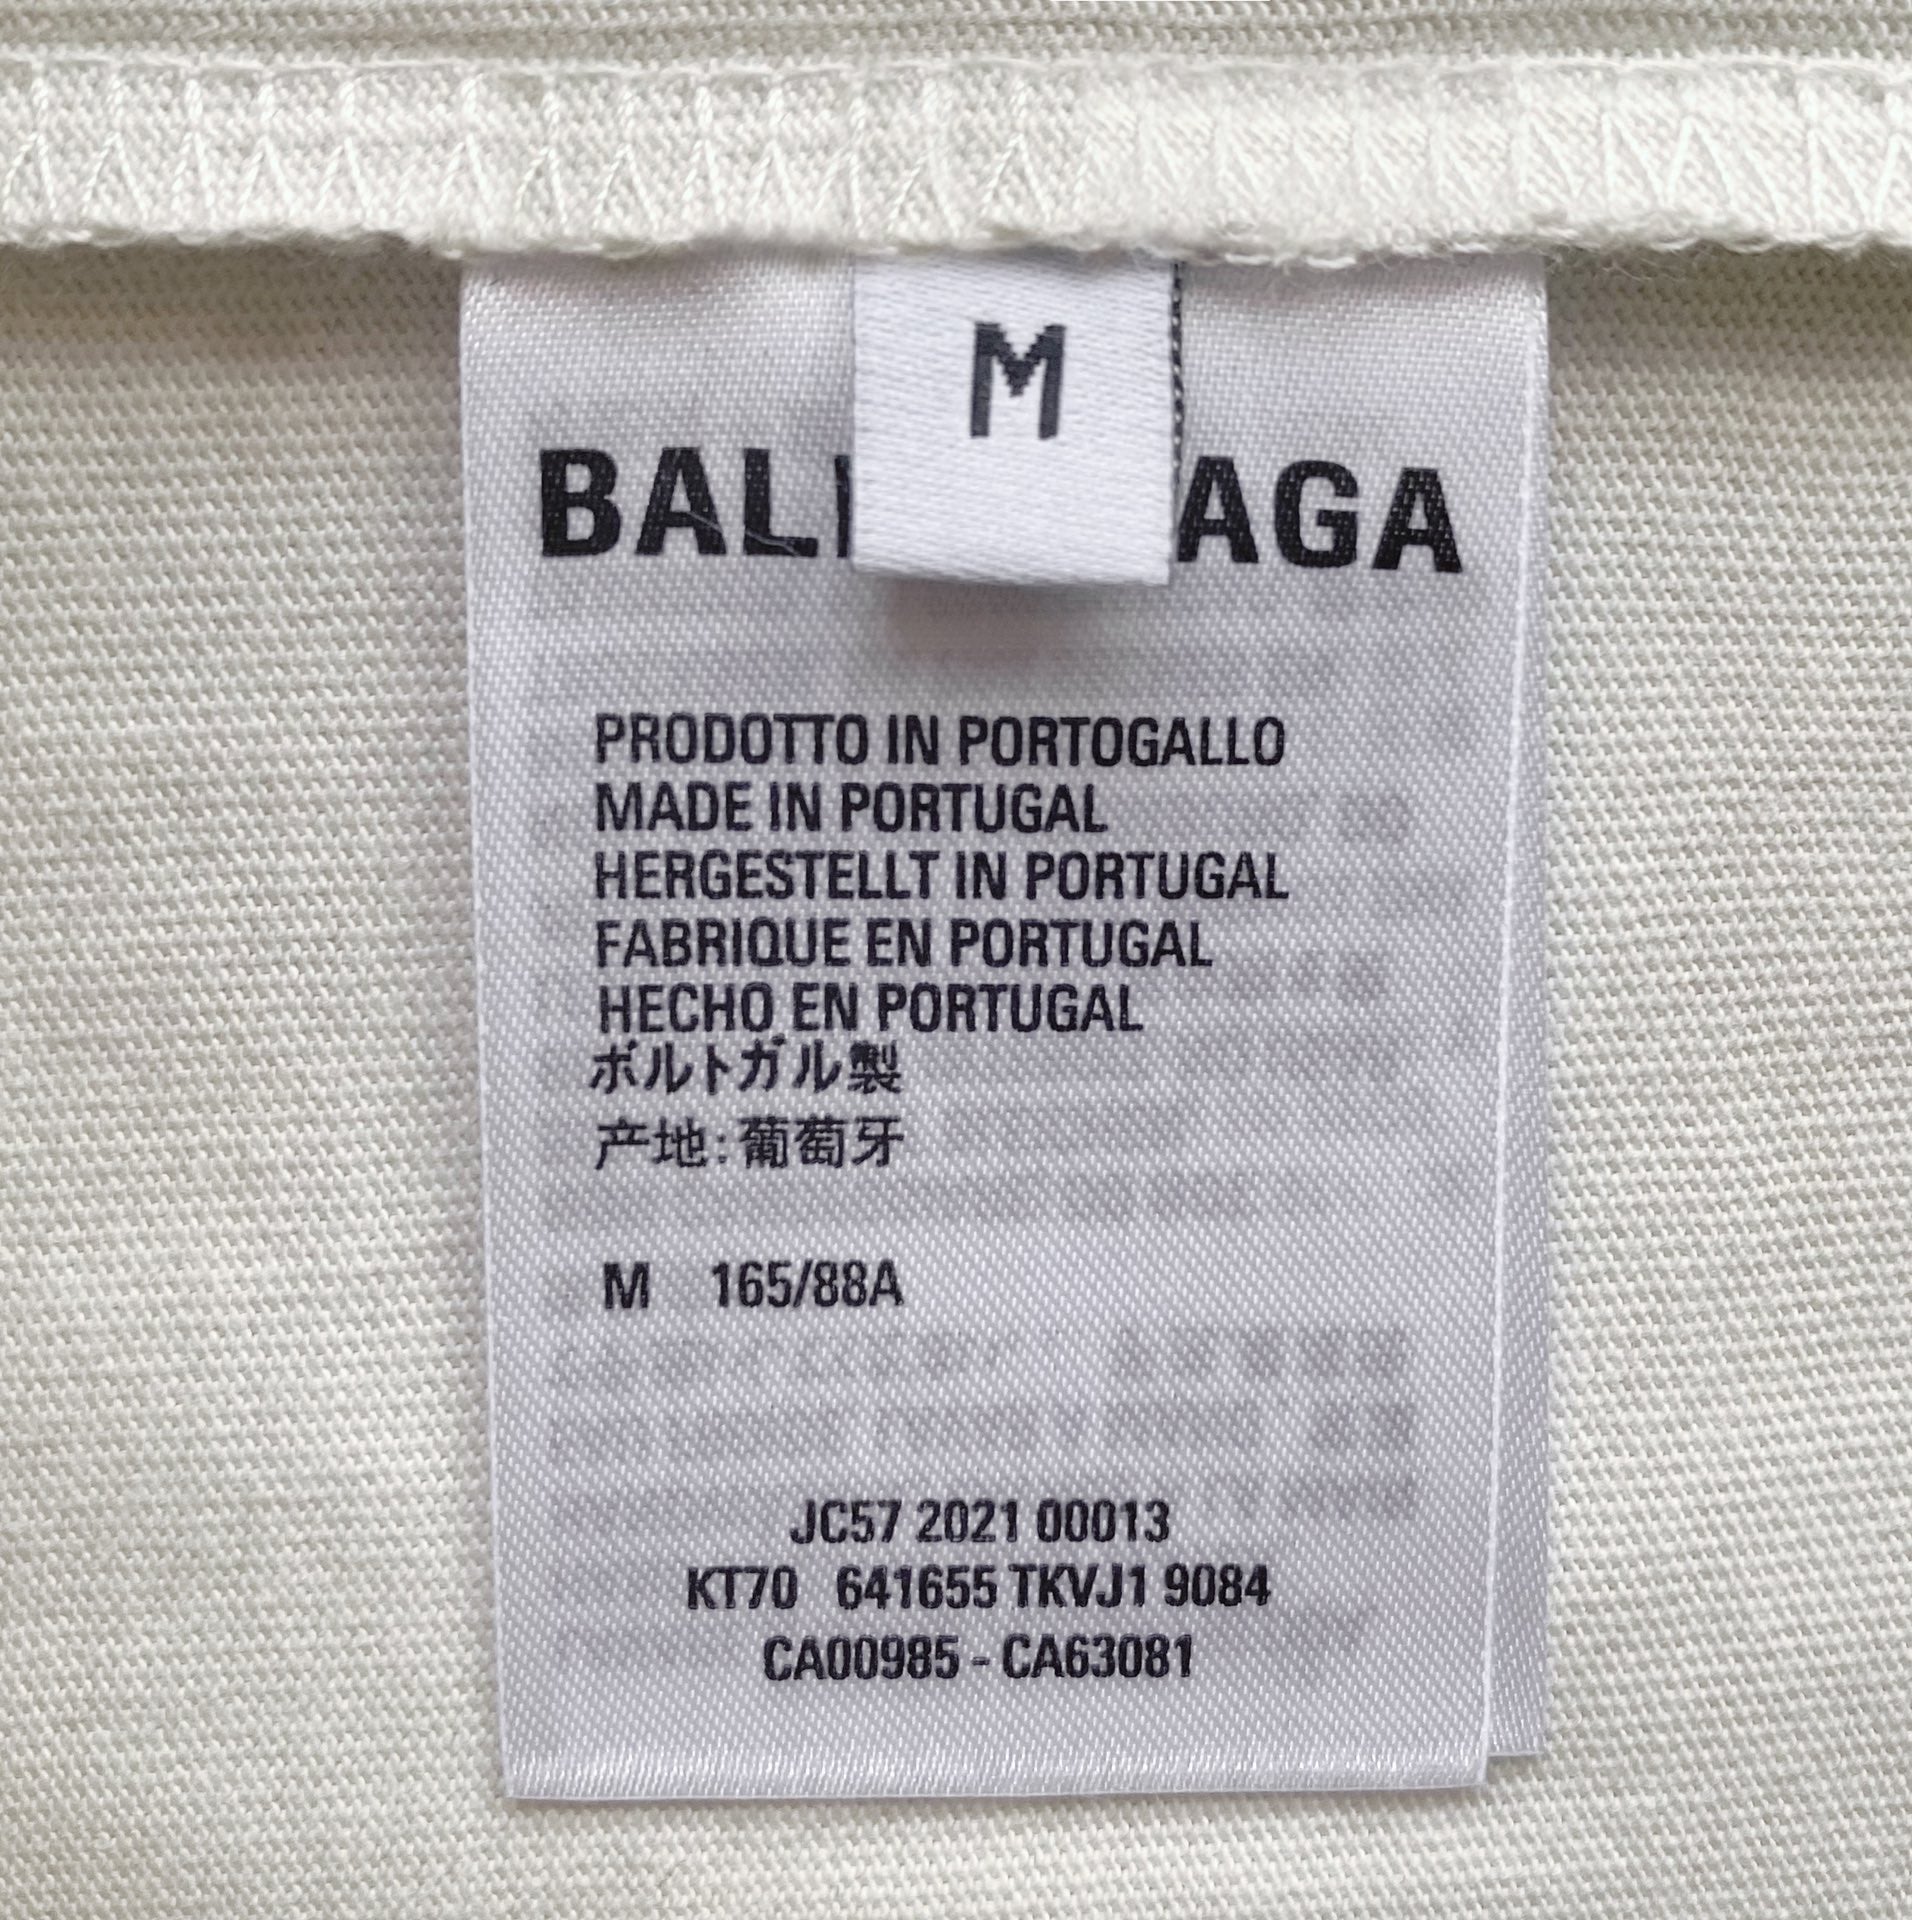 M
BAL AGA
PRODOTTO IN PORTOGALLO
MADE IN PORTUGAL
HERGESTELLT IN PORTUGAL
FABRIQUE EN PORTUGAL
HECHO EN PORTUGAL
ボルトガル製
产地:葡萄牙
M 165/88A
JC57 2021 00013
KT70 641655 TKVJ1 9084
CA00985 - CA63081